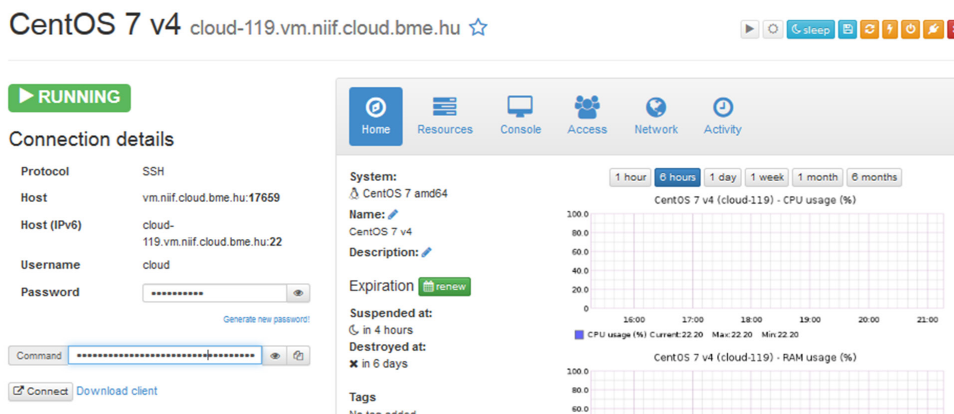 CentOS 7 v4 cloud-119.vm.niif.cloud.bme.hu
sleep
RUNNING
Connection details
Protocol SSH
Host vm.niif.cloud.bme.hu:17659
Host (IPv6) cloud-
119.vm.niif.cloud.bme.hu:22
Username cloud
Password ••••••••••
Generate new password!
Command
Connect Download client
Home Resources Console Access Network Activity
System:
CentOS 7 amd64
Name:
CentOS 7 v4
Description:
Expiration renew
Suspended at:
in 4 hours
Destroyed at:
in 6 days
Tags
No tag added
1 hour 6 hours 1 day 1 week 1 month 6 months
CentOS 7 v4 (cloud-119) - CPU usage (%)
100.0
80.0
60.0
40.0
20.0
0.0
16:00 17:00 18:00 19:00 20:00 21:00
CPU usage (%) Current:22.20 Max:22.20 Min:22.20
CentOS 7 v4 (cloud-119) - RAM usage (%)
100.0
80.0
60.0